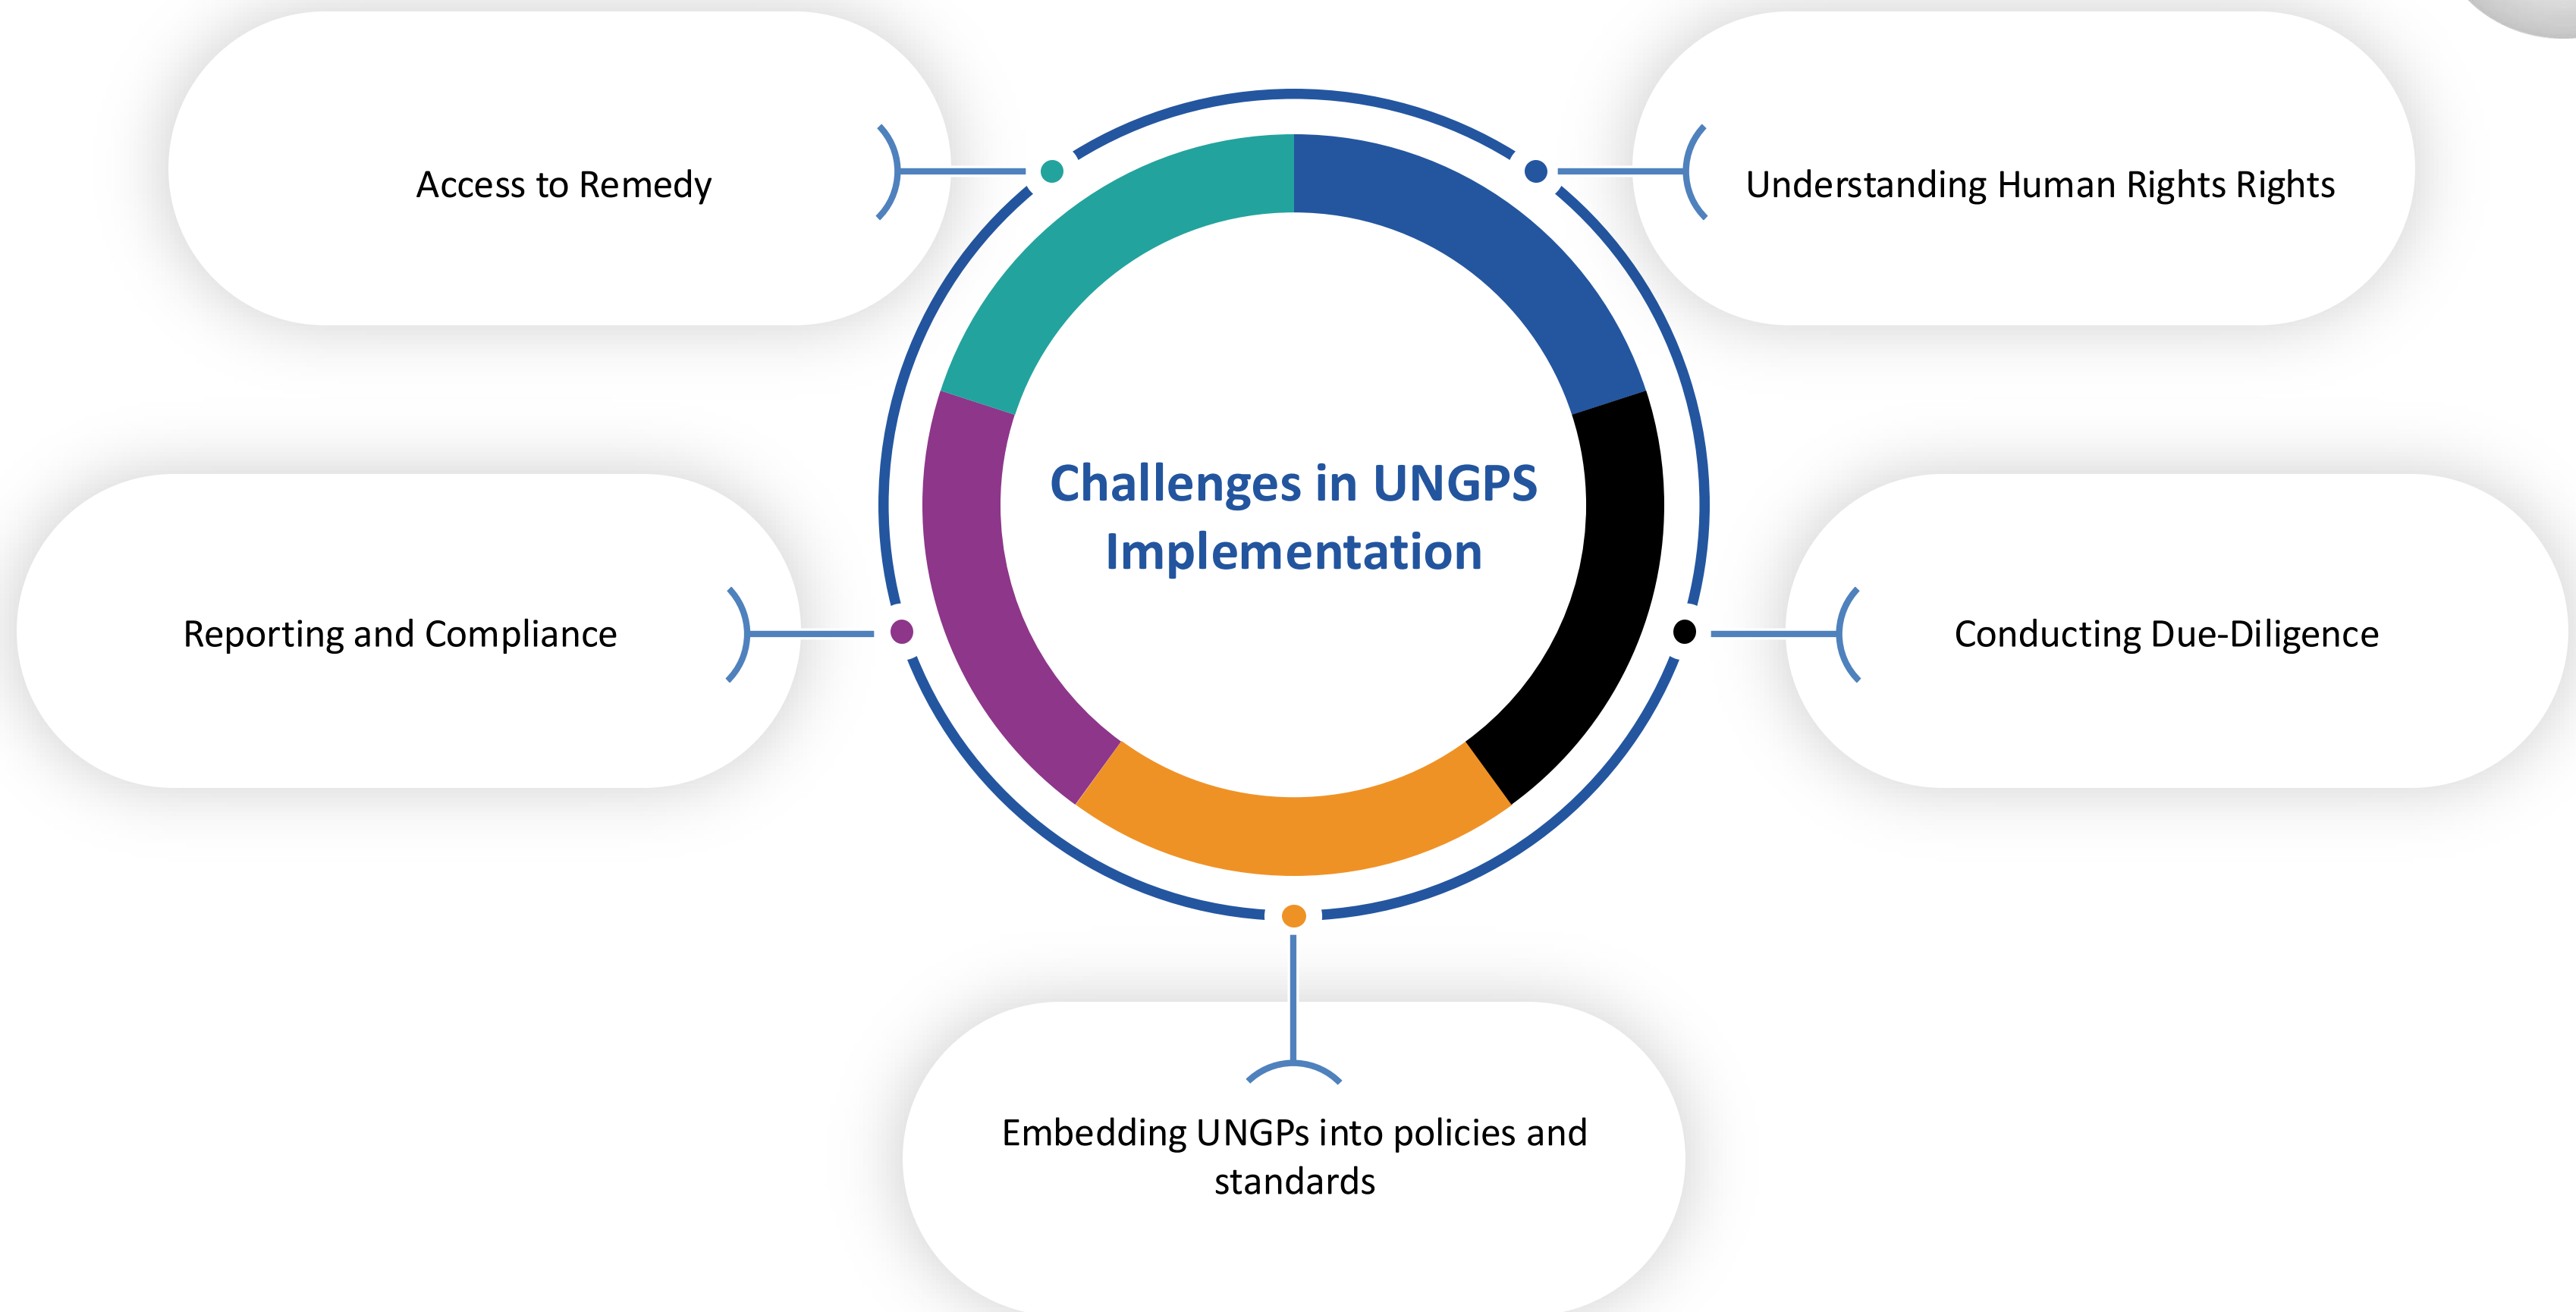 Access to Remedy
Understanding Human Rights Rights
Challenges in UNGPS
Implementation
Reporting and Compliance
Conducting Due-Diligence
Embedding UNGPs into policies and
standards